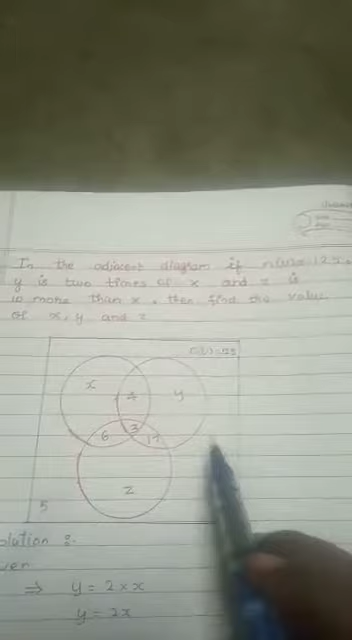 In the adjacent diagram if n(U)=125,
y is two times of x and z is
10 more than x, then find the value
of x, y and z
n(U)=125
x 4 y
6 3 17
z
5
Solution :-
⇒ y = 2 × x
y = 2x